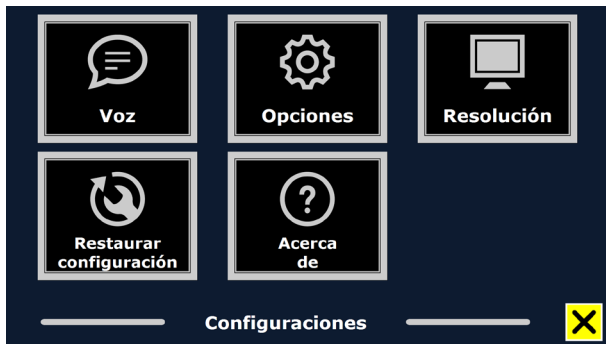 Voz
Opciones
Resolución
Restaurar
configuración
Acerca
de
Configuraciones